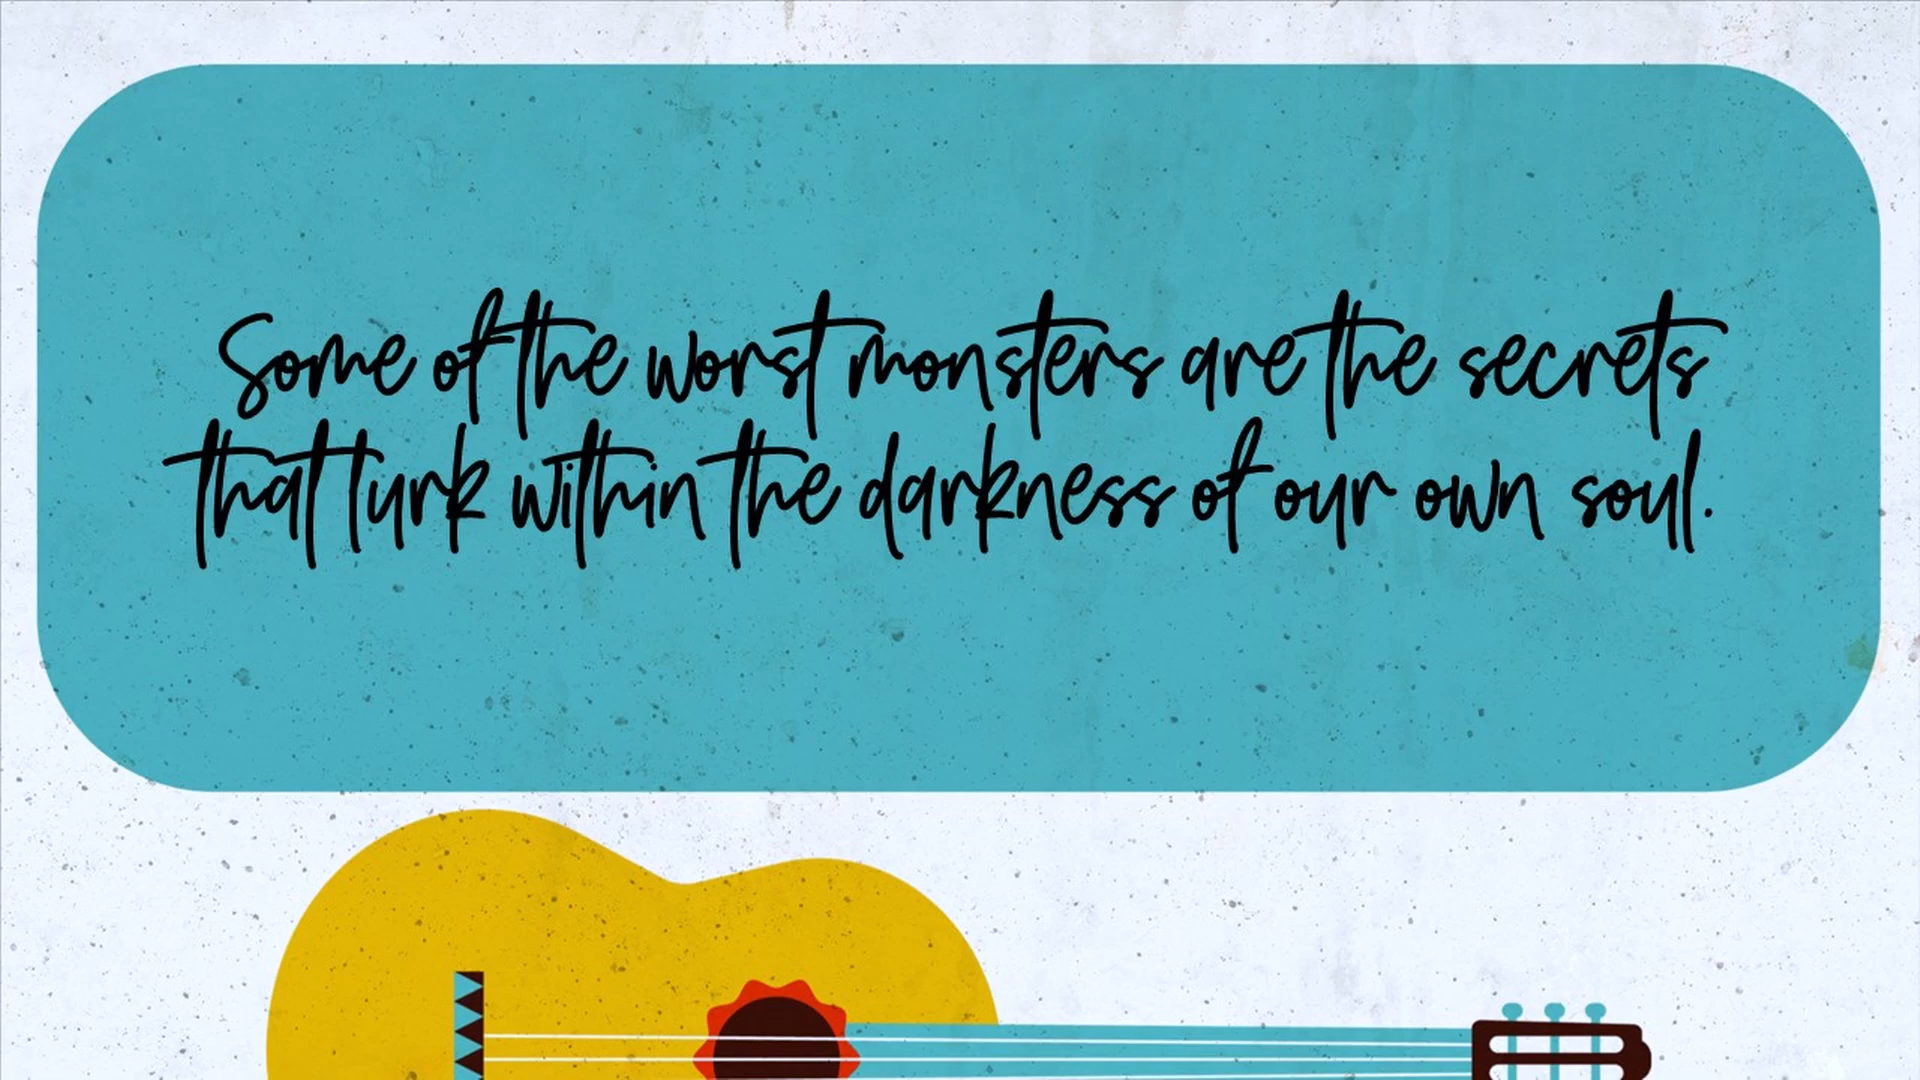 Some of the worst monsters are the secrets
that lurk within the darkness of our own soul.